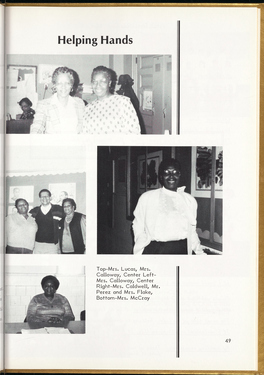 Helping Hands
Top-Mrs. Lucas, Mrs.
Calloway, Center Left-
Mrs. Calloway, Center
Right-Mrs. Caldwell, Mr.
Perez and Mrs. Fluke,
Bottom-Mrs. McCray
49